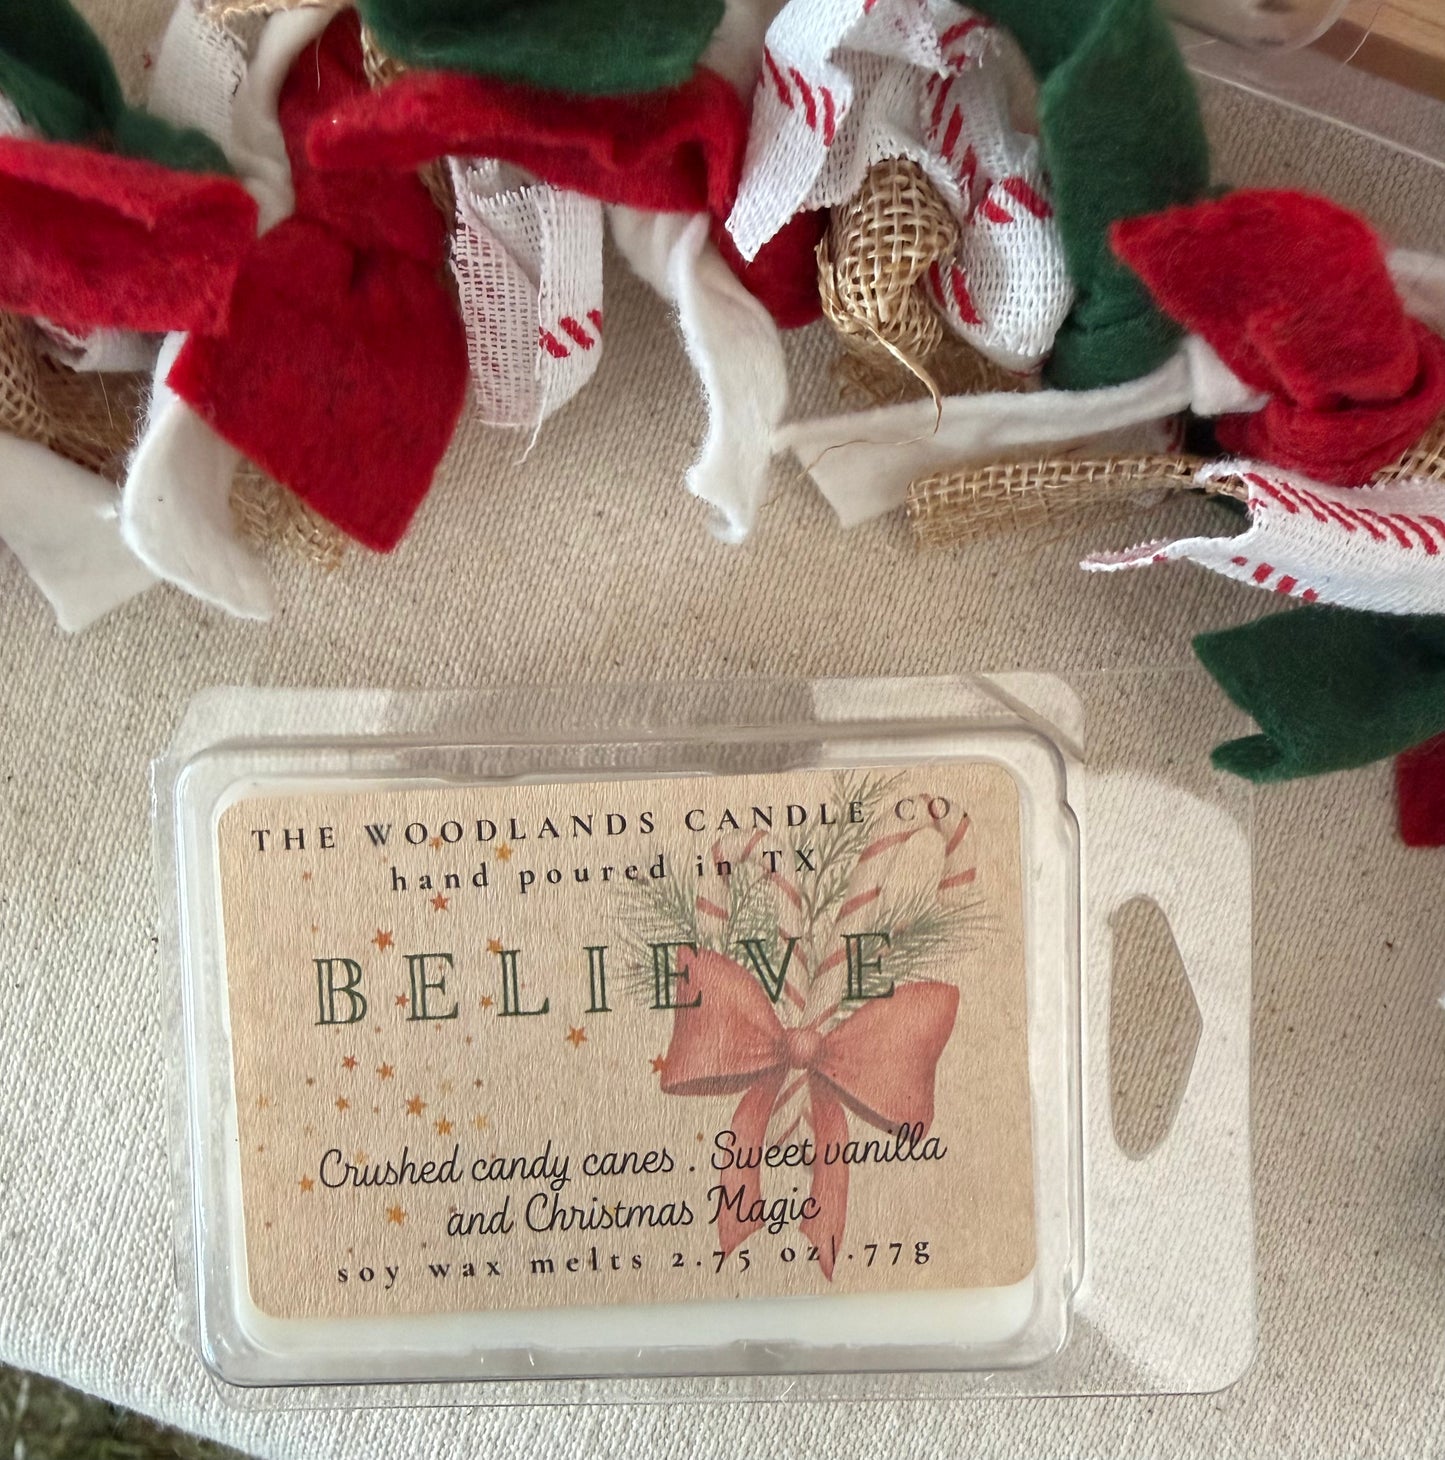 THE WOODLANDS CANDLE CO.
hand poured in TX
BELIEVE
Crushed candy canes . Sweet vanilla
and Christmas Magic
soy wax melts 2.75 oz|.77g